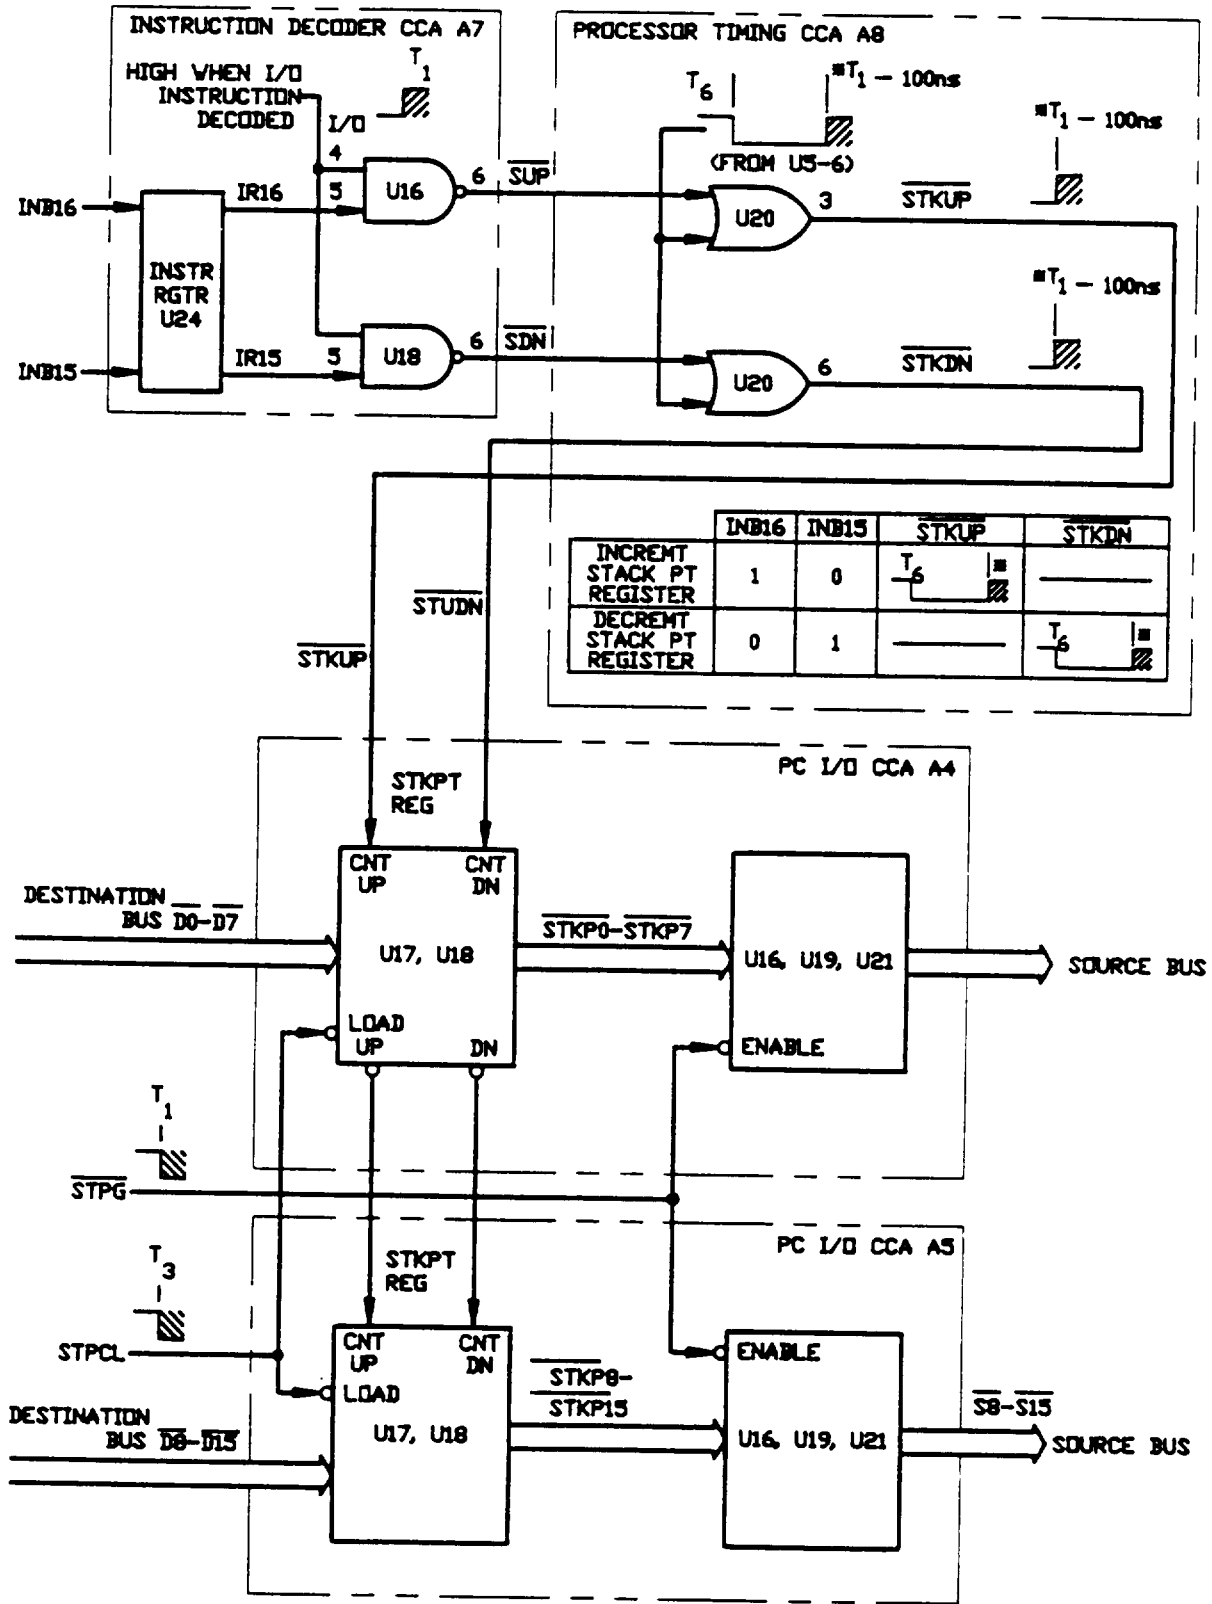 INSTRUCTION DECODER CCA A7
HIGH WHEN I/O
INSTRUCTION
DECODED
T1
I/O
4
5
U16
6
SUP
INB16
IR16
INSTR
RGTR
U24
INB15
IR15
5
U18
6
SDN
PROCESSOR TIMING CCA A8
T6
*T1 - 100ns
(FROM U5-6)
U20
3
STKUP
*T1 - 100ns
U20
6
STKDN
*T1 - 100ns
INB16 INB15 STKUP STKDN
INCREMT
STACK PT
REGISTER
1 0 T6 *
DECREMT
STACK PT
REGISTER
0 1 T6 *
STKUP
STUDN
PC I/O CCA A4
STKPT
REG
CNT
UP
CNT
DN
DESTINATION
BUS D0-D7
U17, U18
STKP0-STKP7
U16, U19, U21
SOURCE BUS
LOAD
UP
DN
ENABLE
T1
STPG
PC I/O CCA A5
T3
STKPT
REG
STPCL
CNT
UP
CNT
DN
LOAD
ENABLE
STKP8-
STKP15
DESTINATION
BUS D8-D15
U17, U18
U16, U19, U21
S8-S15
SOURCE BUS